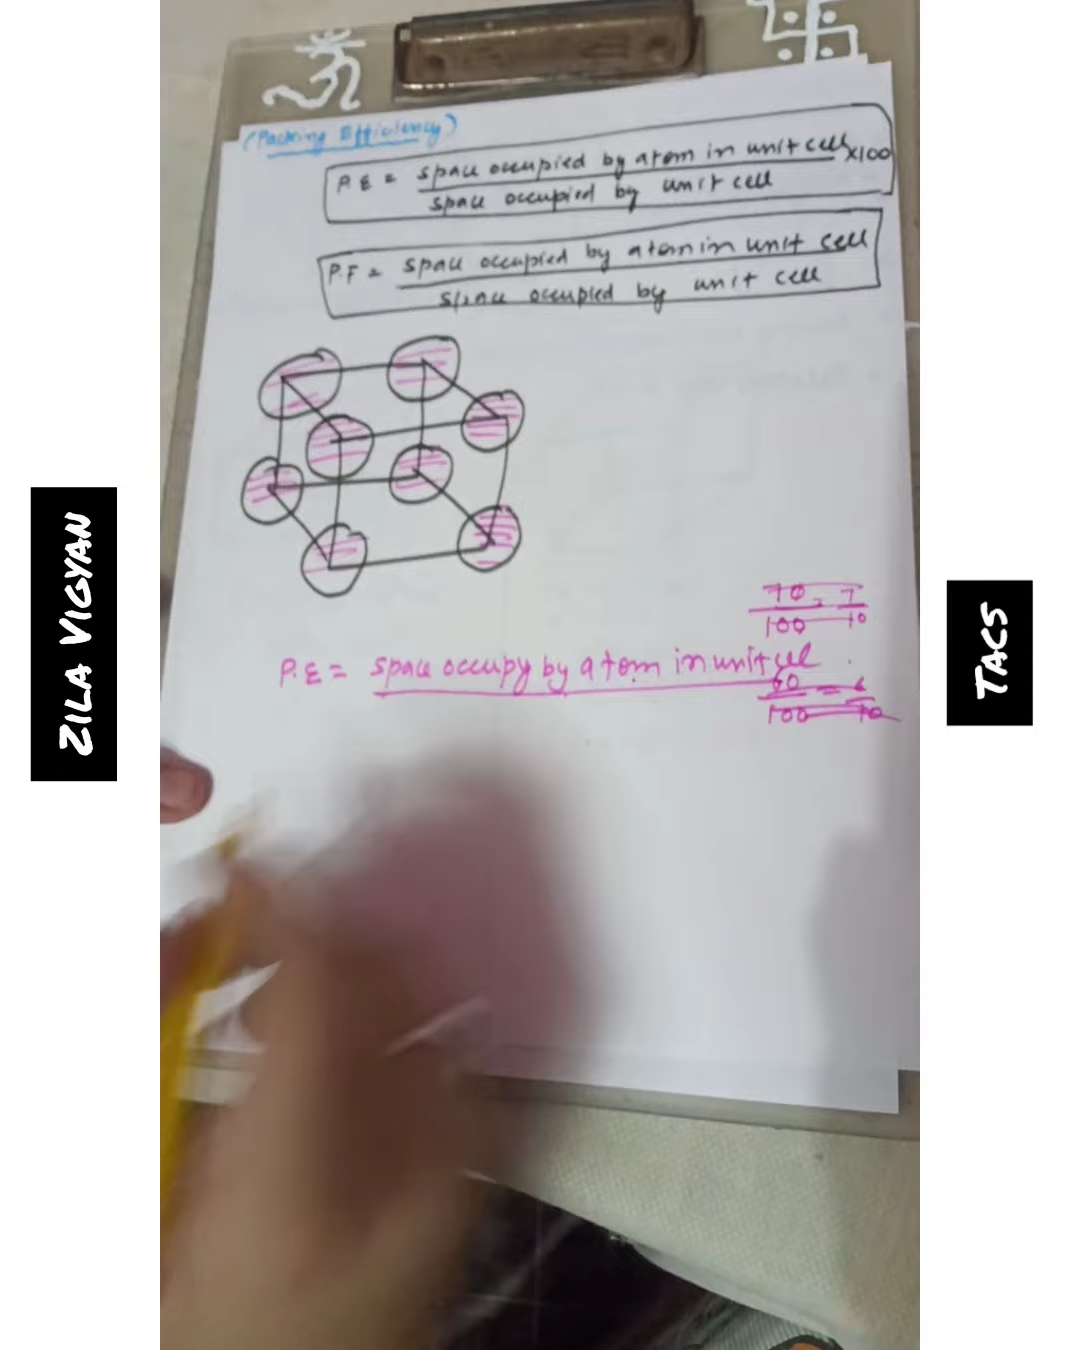 ॐ
(Packing Efficiency)
P.E = space occupied by atom in unit cell ×100
space occupied by unit cell
P.F = space occupied by atom in unit cell
space occupied by unit cell
70 = 7
100 10
P.E = space occupy by atom in unit cel
60 = 6
100 10
ZILA VIGYAN
TACS